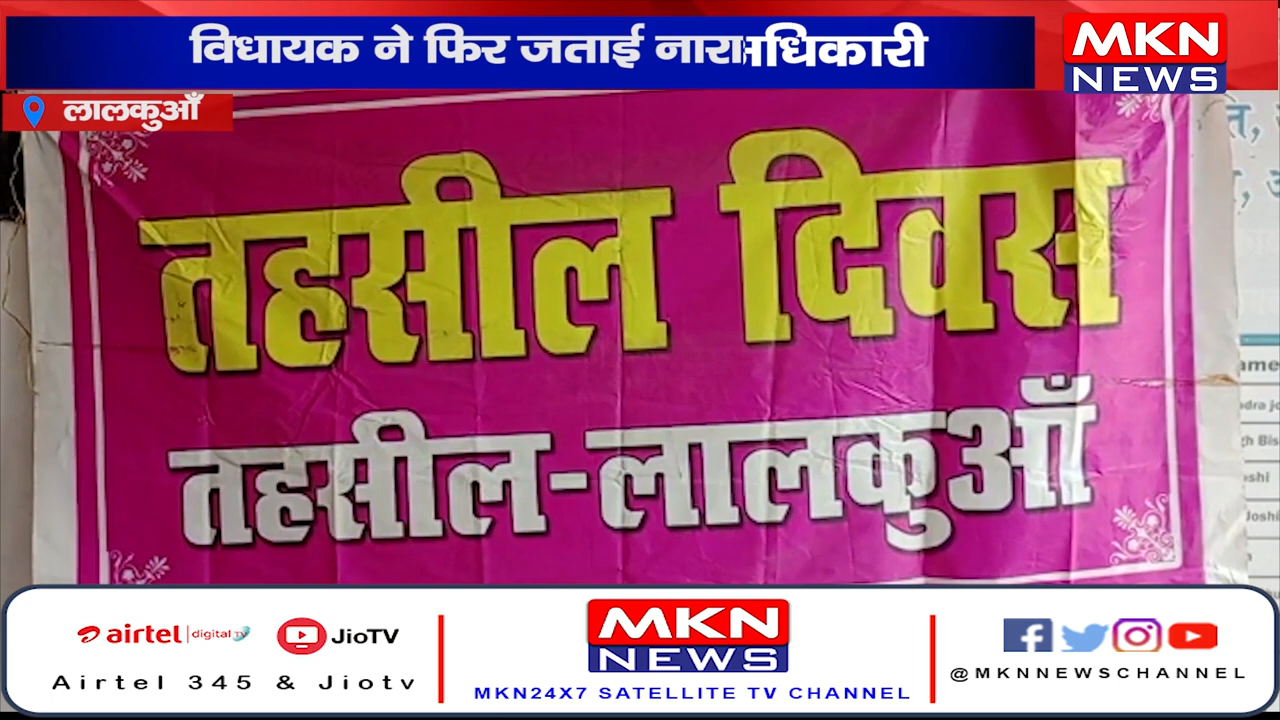 विधायक ने फिर जताई नारा
अधिकारी
MKN
NEWS
लालकुआँ
तहसील दिवस
तहसील-लालकुआँ
airtel digital TV
JioTV
Airtel 345 & Jiotv
MKN
NEWS
MKN24X7 SATELLITE TV CHANNEL
@MKNNEWSCHANNEL